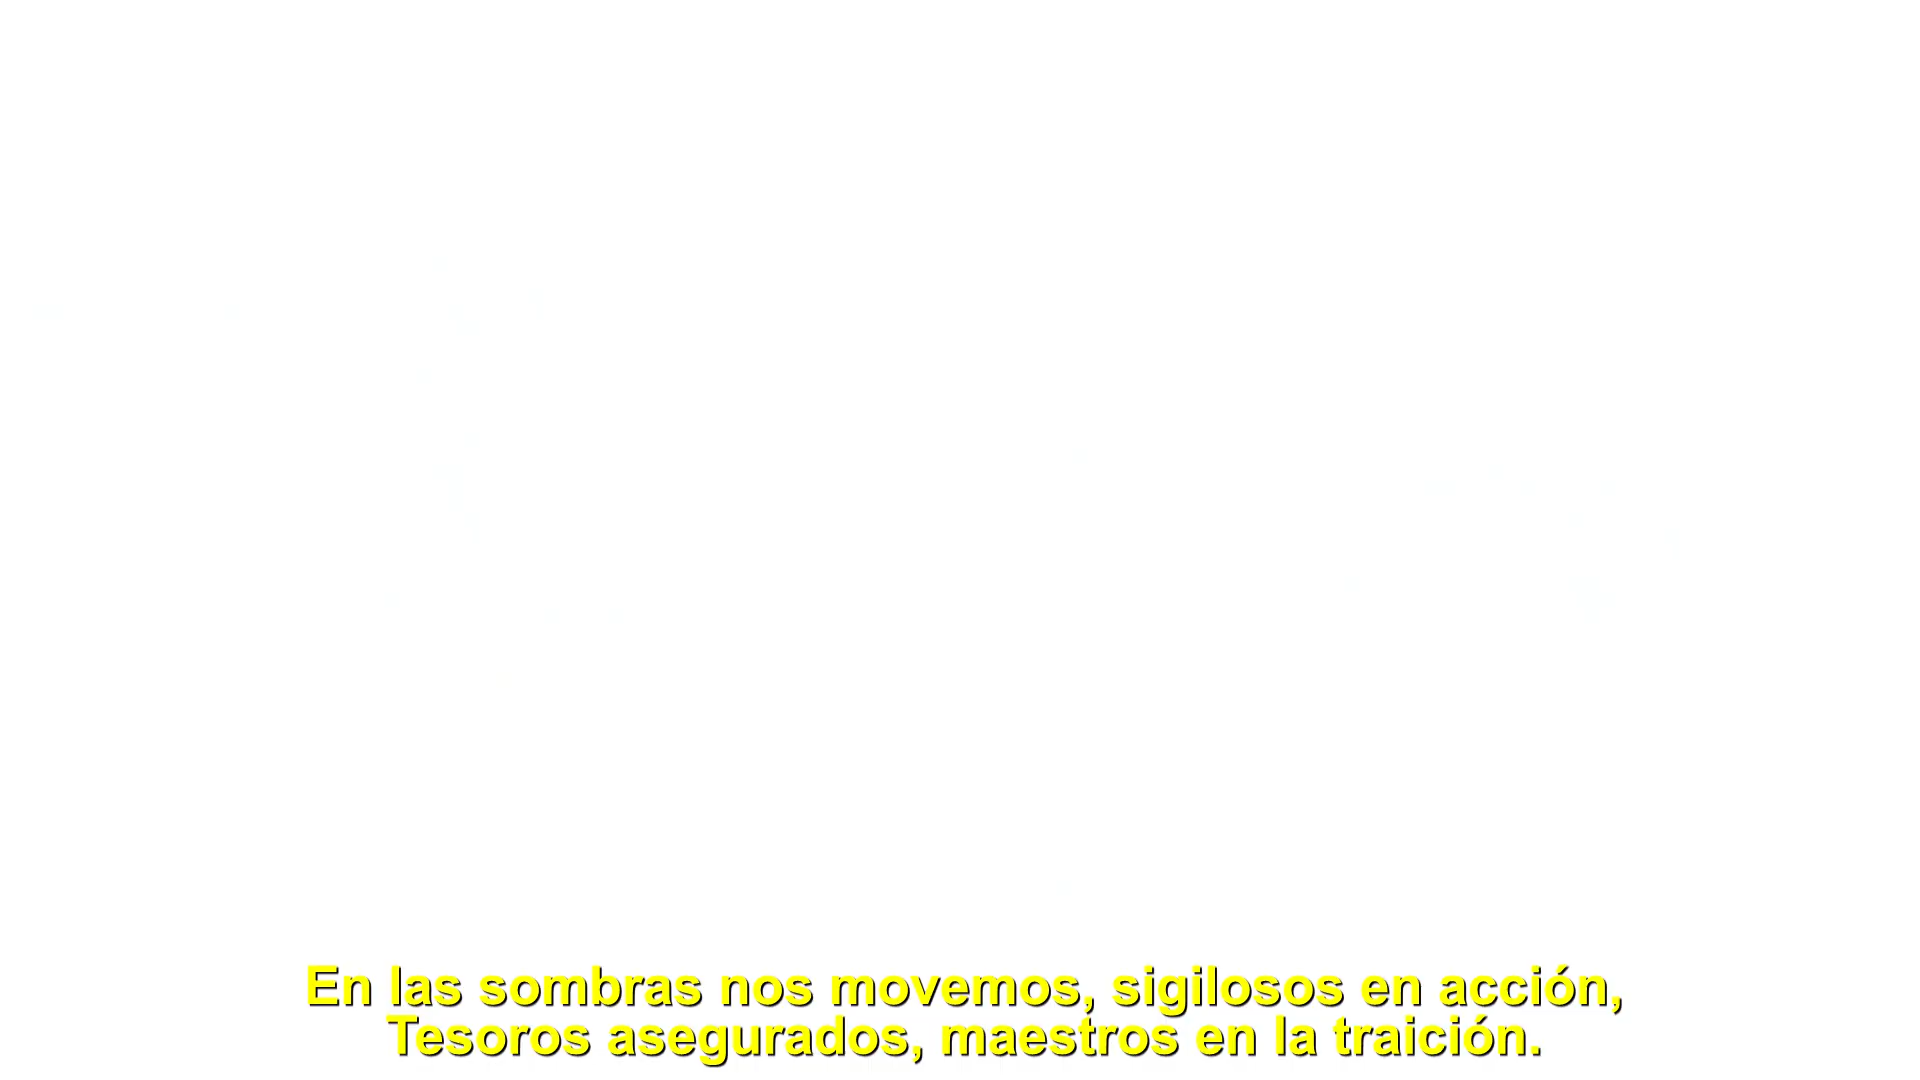 En las sombras nos movemos, sigilosos en acción,
Tesoros asegurados, maestros en la traición.